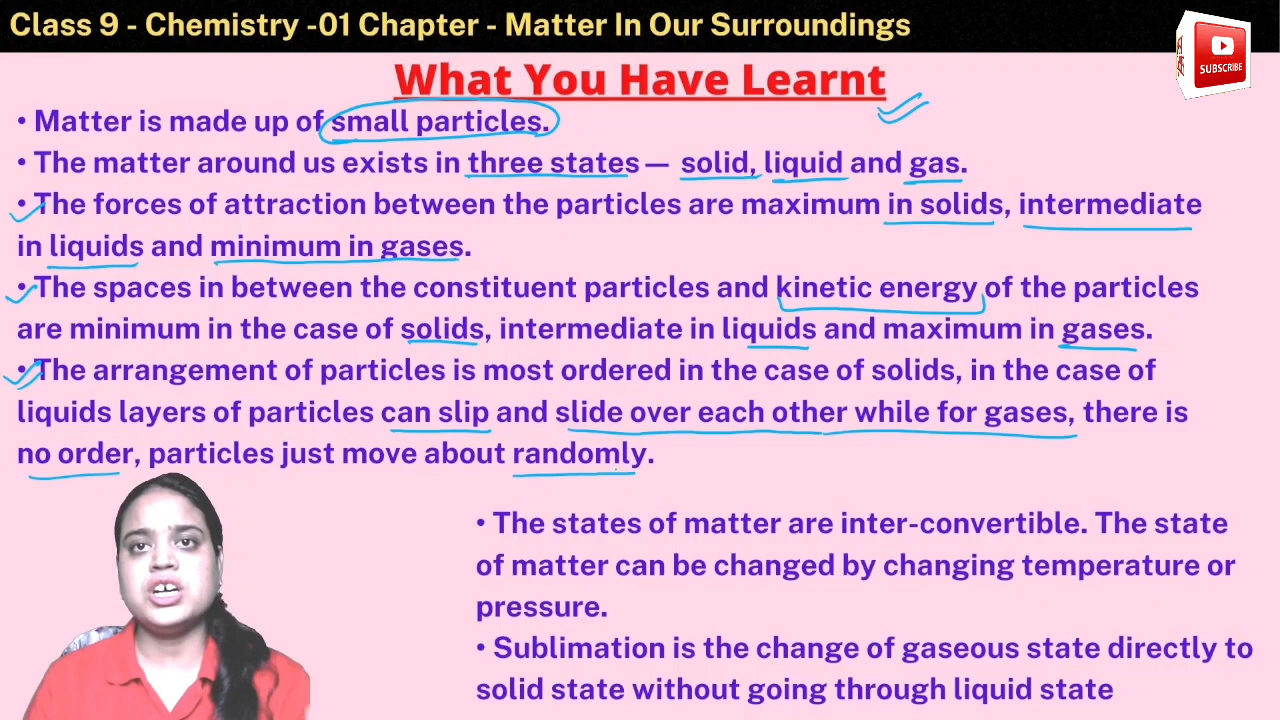 Class 9 - Chemistry -01 Chapter - Matter In Our Surroundings
SUBSCRIBE
What You Have Learnt
• Matter is made up of small particles.
• The matter around us exists in three states— solid, liquid and gas.
• The forces of attraction between the particles are maximum in solids, intermediate
in liquids and minimum in gases.
• The spaces in between the constituent particles and kinetic energy of the particles
are minimum in the case of solids, intermediate in liquids and maximum in gases.
• The arrangement of particles is most ordered in the case of solids, in the case of
liquids layers of particles can slip and slide over each other while for gases, there is
no order, particles just move about randomly.
• The states of matter are inter-convertible. The state
of matter can be changed by changing temperature or
pressure.
• Sublimation is the change of gaseous state directly to
solid state without going through liquid state